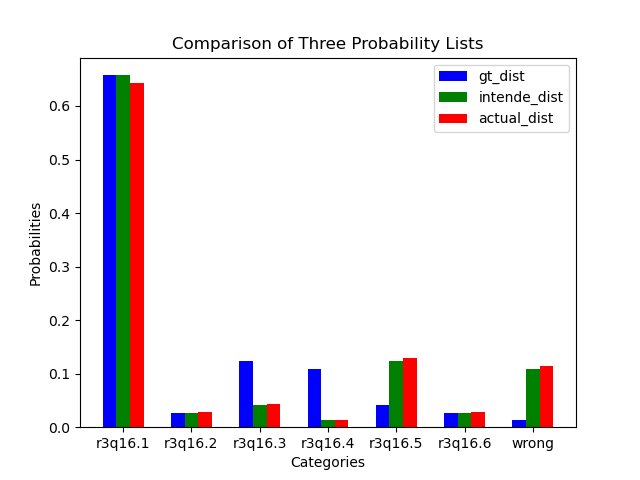 Comparison of Three Probability Lists
gt_dist
intende_dist
actual_dist
Probabilities
0.6
0.5
0.4
0.3
0.2
0.1
0.0
r3q16.1 r3q16.2 r3q16.3 r3q16.4 r3q16.5 r3q16.6 wrong
Categories